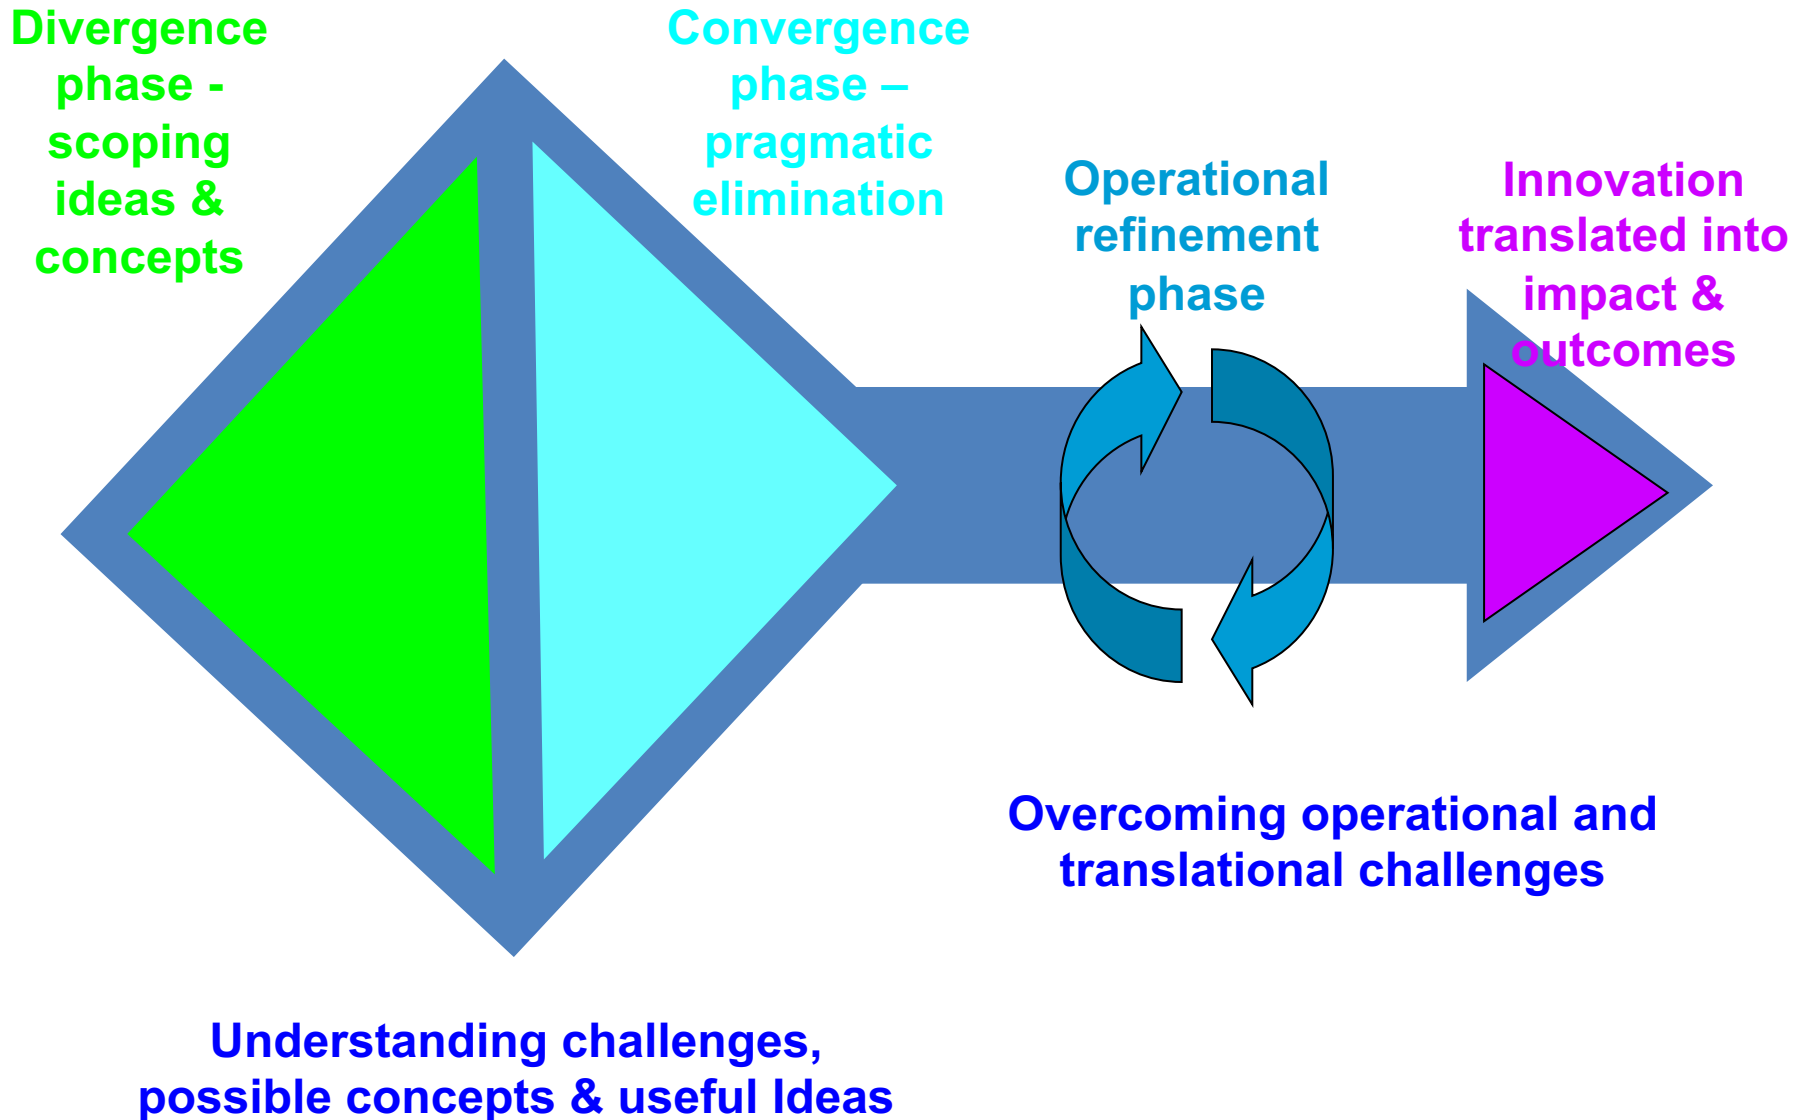 Divergence
phase -
scoping
ideas &
concepts
Convergence
phase –
pragmatic
elimination
Operational
refinement
phase
Innovation
translated into
impact &
outcomes
Overcoming operational and
translational challenges
Understanding challenges,
possible concepts & useful Ideas